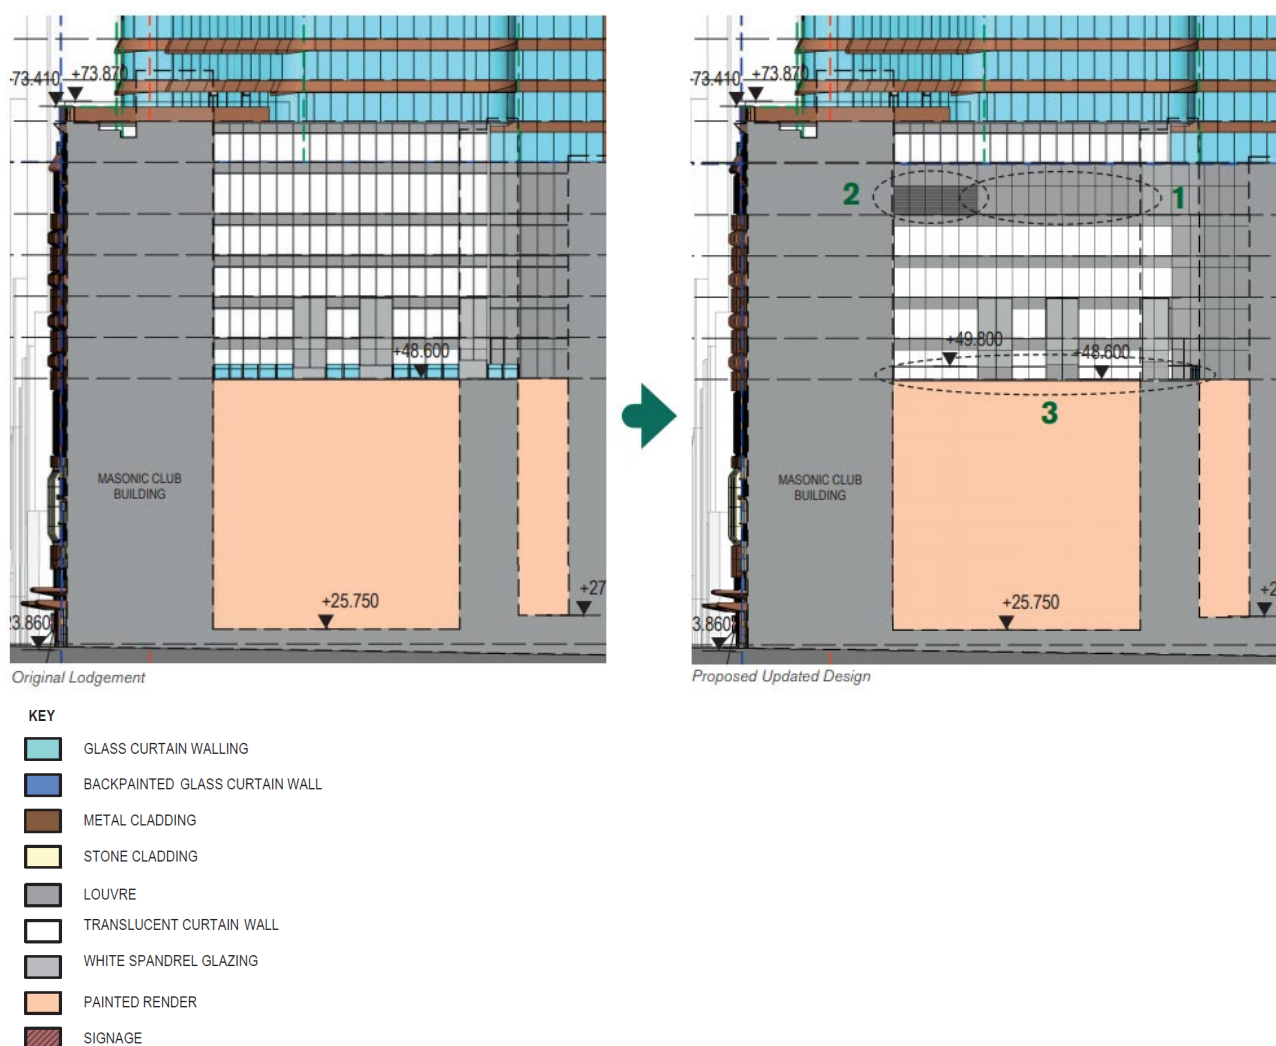 -73.410
+73.870
+48.600
MASONIC CLUB
BUILDING
+25.750
+27
3.860
Original Lodgement
-73.410
+73.870
2
1
+49.800
+48.600
3
MASONIC CLUB
BUILDING
+25.750
+2
3.860
Proposed Updated Design
KEY
GLASS CURTAIN WALLING
BACKPAINTED GLASS CURTAIN WALL
METAL CLADDING
STONE CLADDING
LOUVRE
TRANSLUCENT CURTAIN WALL
WHITE SPANDREL GLAZING
PAINTED RENDER
SIGNAGE